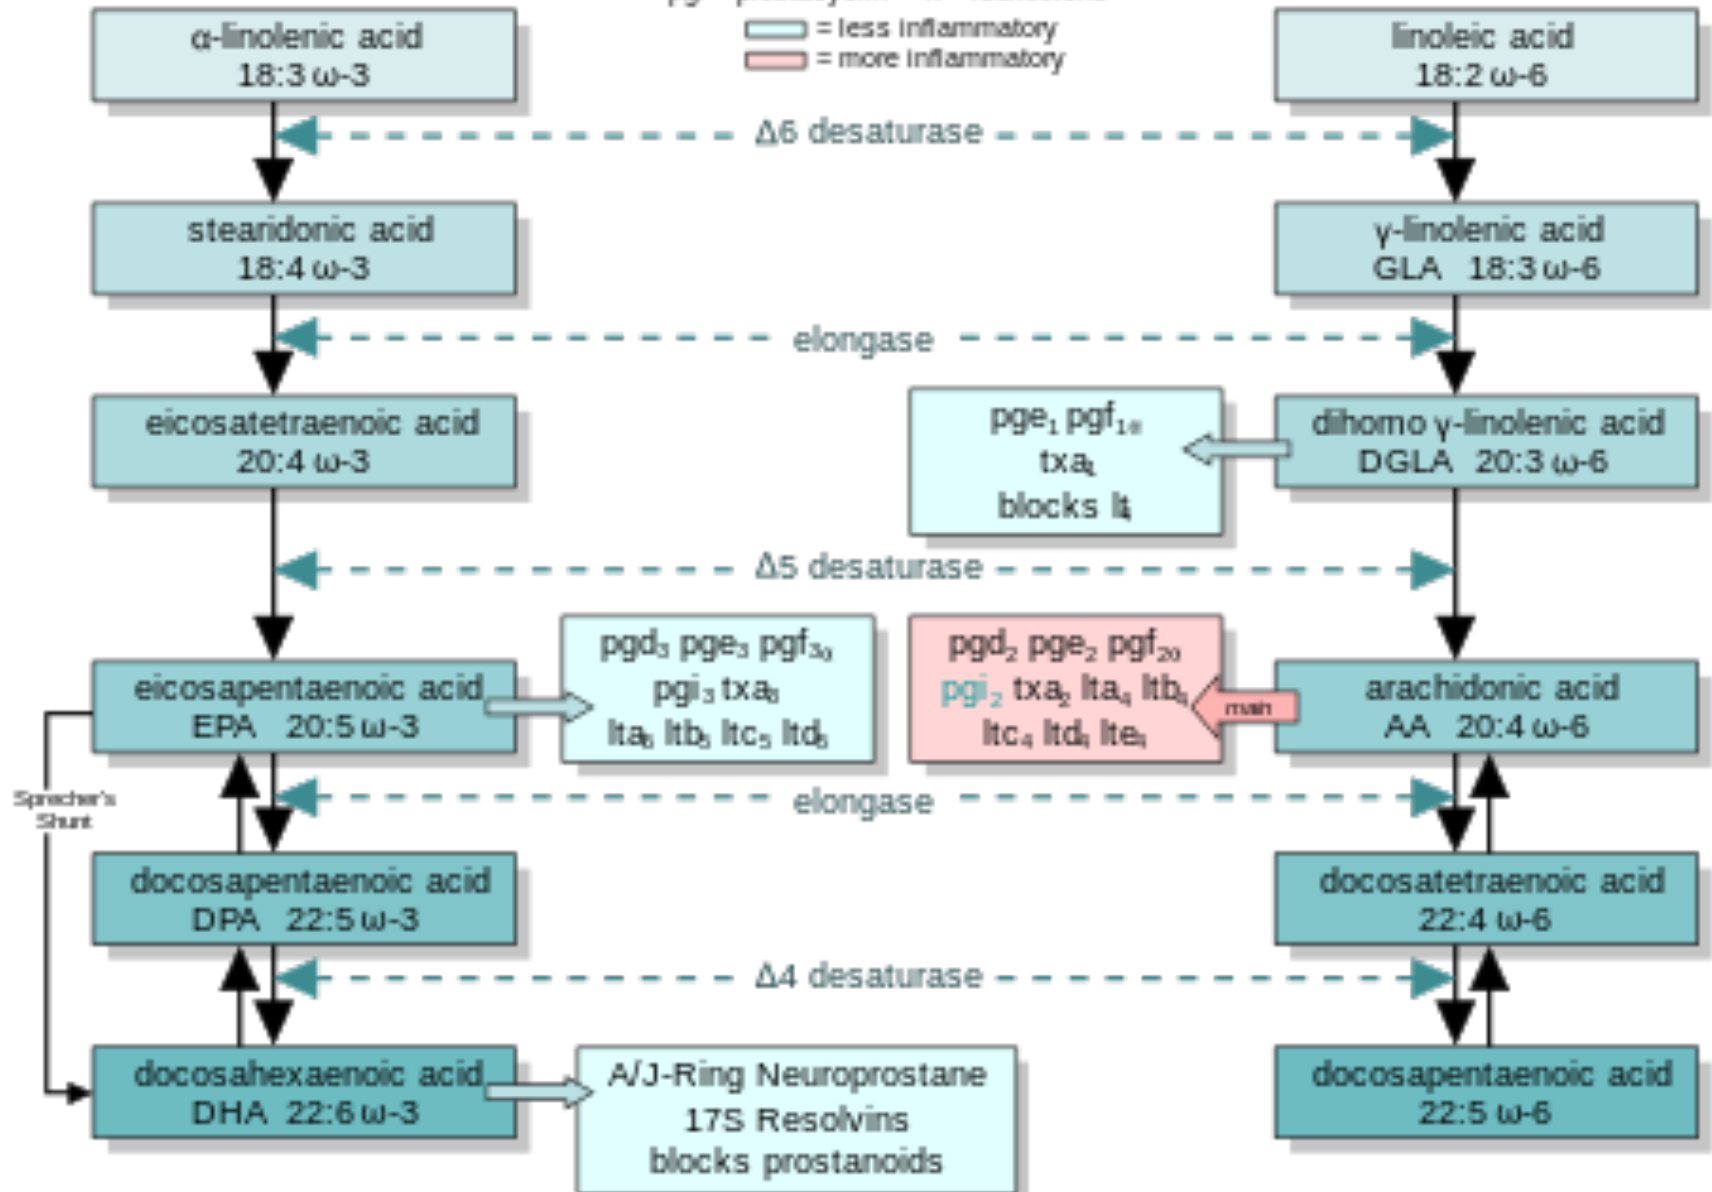 = less inflammatory
= more inflammatory
α-linolenic acid
18:3 ω-3
linoleic acid
18:2 ω-6
Δ6 desaturase
stearidonic acid
18:4 ω-3
γ-linolenic acid
GLA 18:3 ω-6
elongase
eicosatetraenoic acid
20:4 ω-3
pge₁ pgf₁
txa₁
blocks lt₄
dihomo γ-linolenic acid
DGLA 20:3 ω-6
Δ5 desaturase
eicosapentaenoic acid
EPA 20:5 ω-3
pgd₃ pge₃ pgf₃
pgi₃ txa₃
lta₅ ltb₅ ltc₅ ltd₅
pgd₂ pge₂ pgf₂
pgi₂ txa₂ lta₄ ltb₄
ltc₄ ltd₄ lte₄
main
arachidonic acid
AA 20:4 ω-6
Sprecher's
Shunt
elongase
docosapentaenoic acid
DPA 22:5 ω-3
docosatetraenoic acid
22:4 ω-6
Δ4 desaturase
docosahexaenoic acid
DHA 22:6 ω-3
A/J-Ring Neuroprostane
17S Resolvins
blocks prostanoids
docosapentaenoic acid
22:5 ω-6